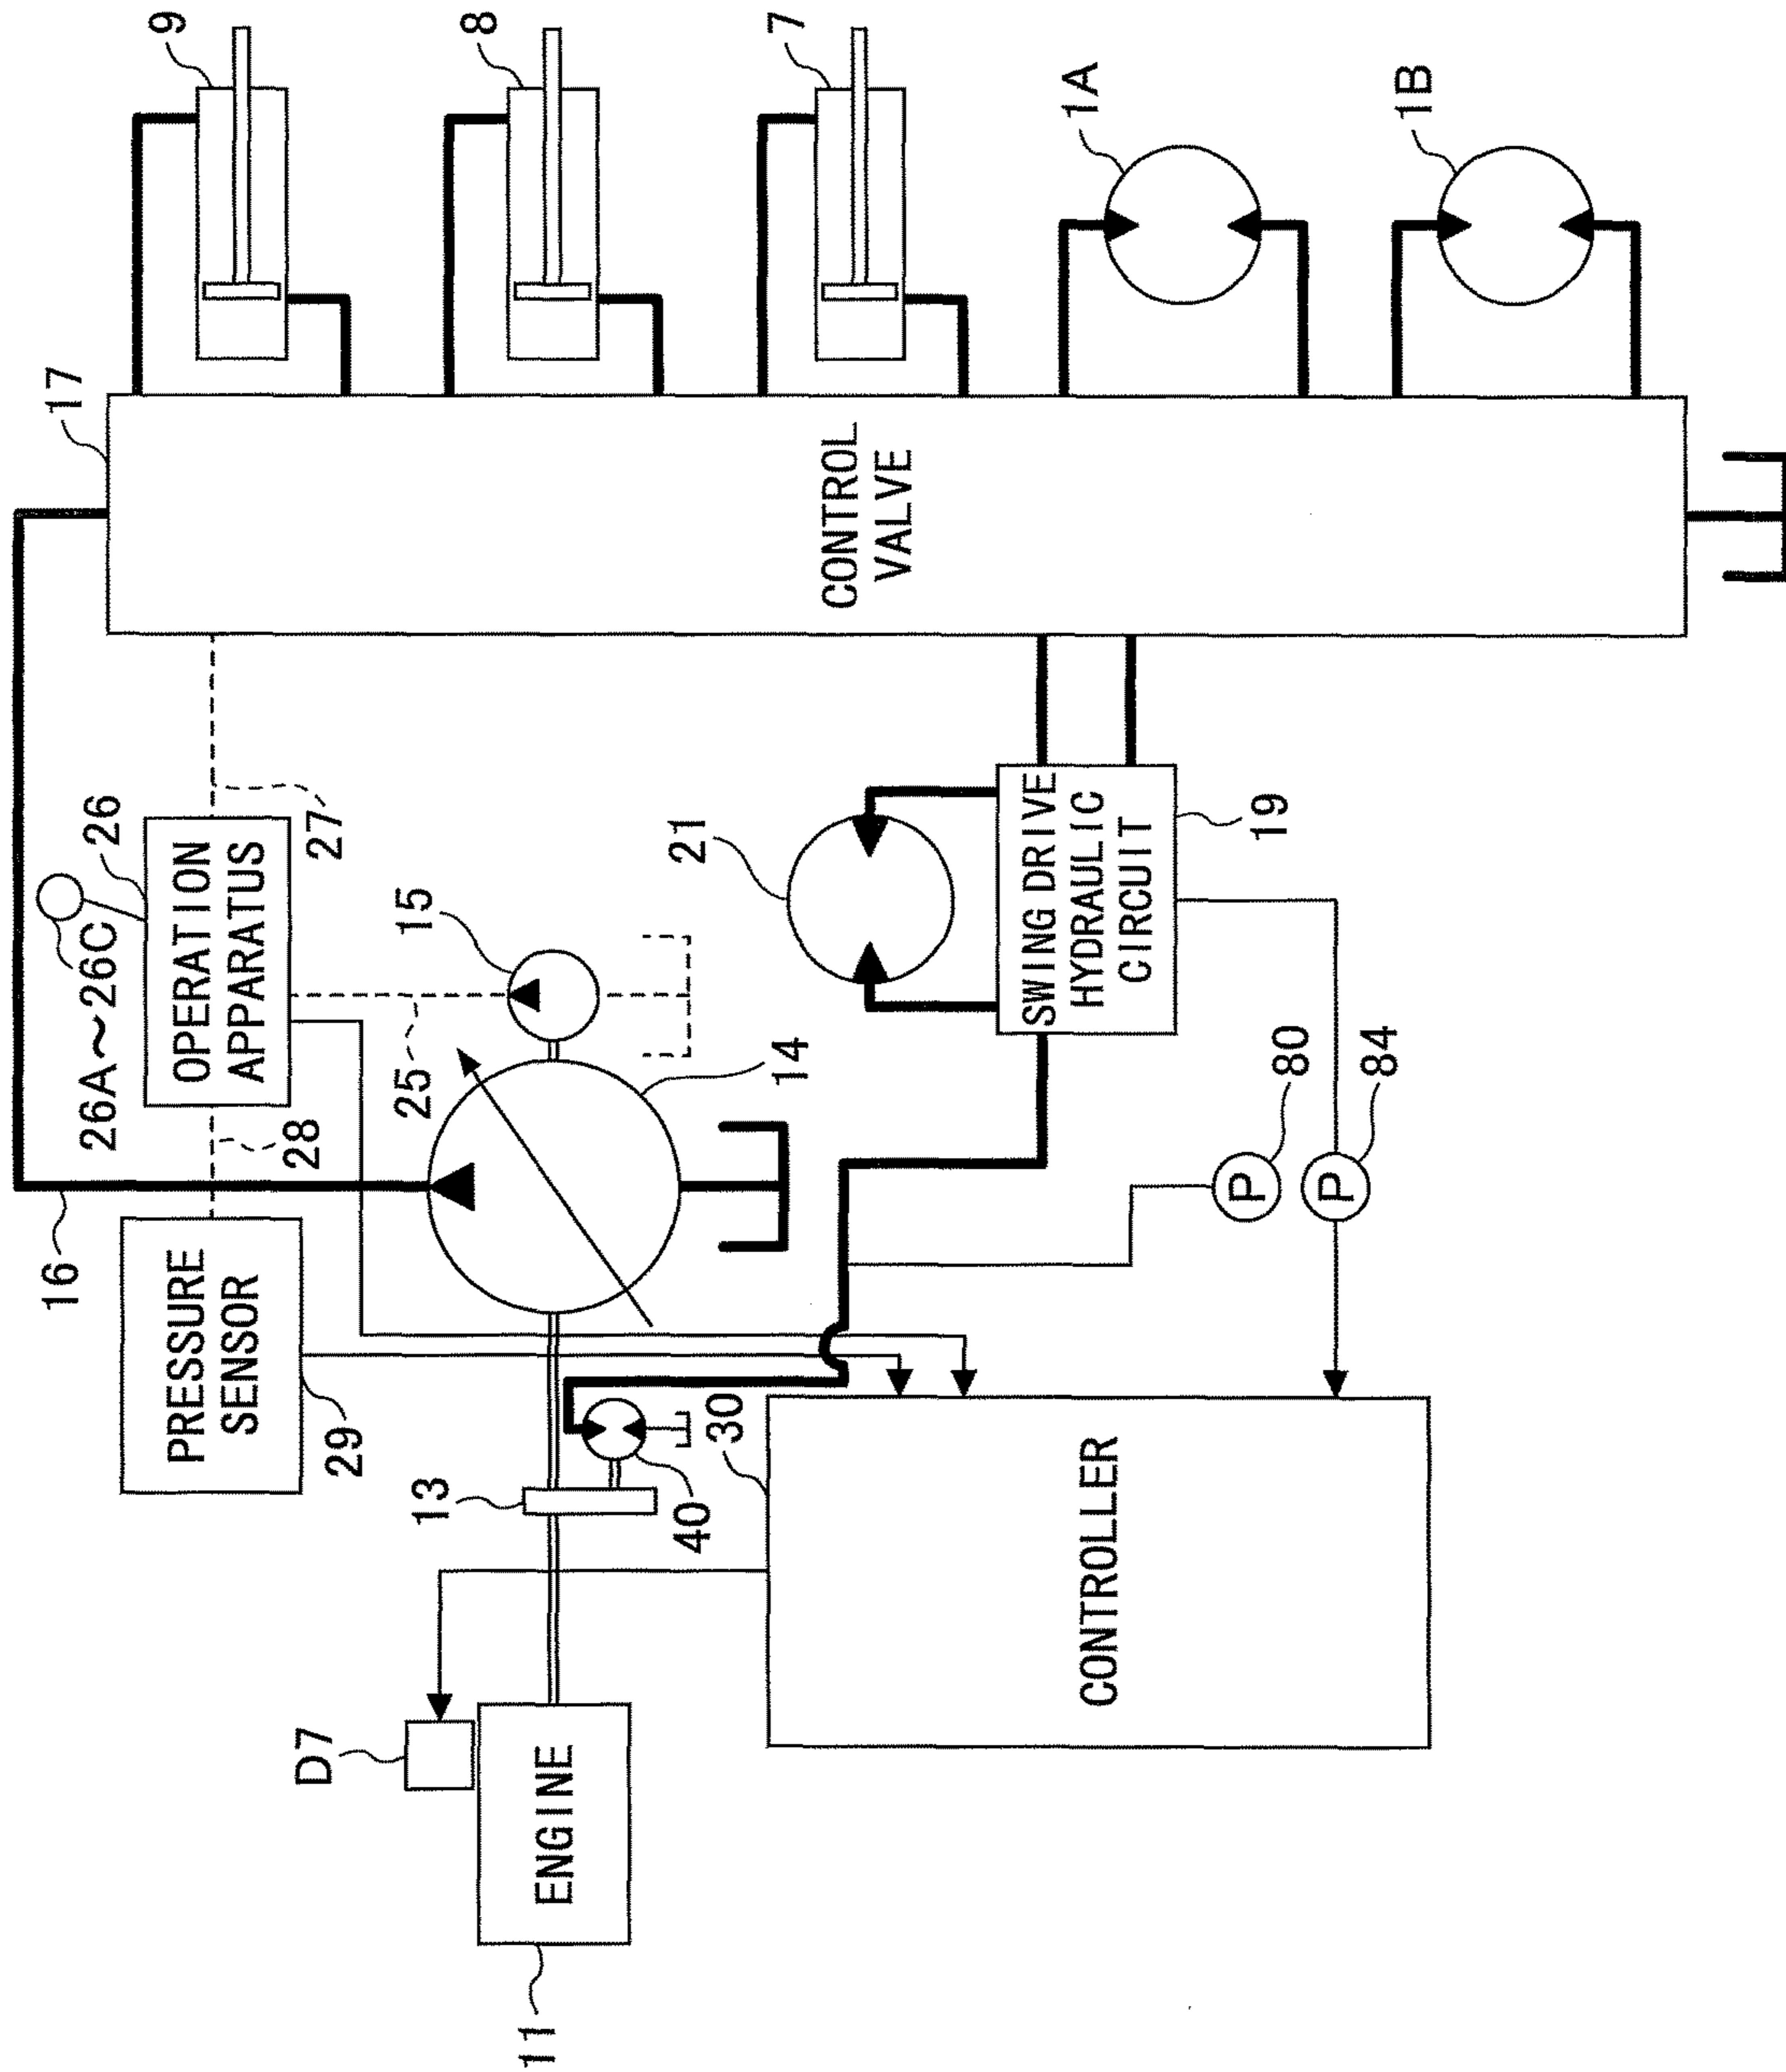 16
17
26A～26C
26
9
PRESSURE
SENSOR
OPERATION
APPARATUS
28
D7
27
29
25
15
13
8
11
ENGINE
40
21
30
14
7
CONTROL
VALVE
SWING DRIVE
HYDRAULIC
CIRCUIT
1A
CONTROLLER
19
80
P
P
84
1B